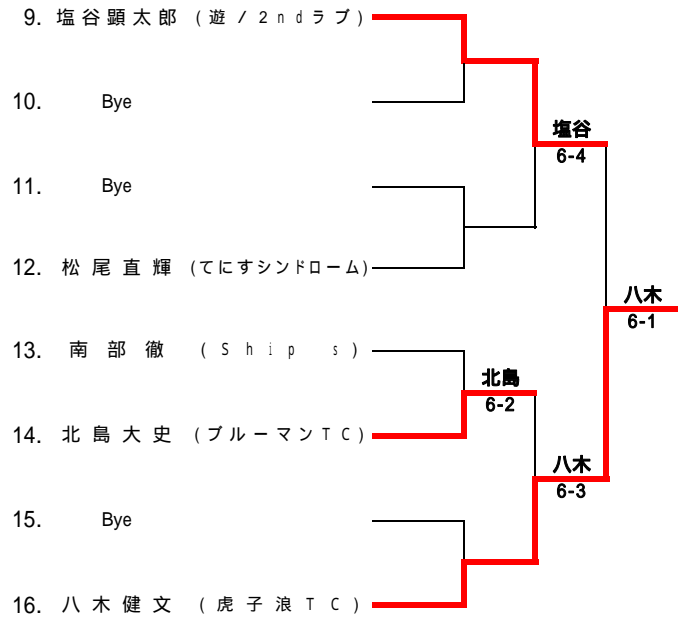 9. 塩谷顕太郎 (遊/2ndラブ)
10. Bye
塩谷
6-4
11. Bye
12. 松尾直輝 (てにすシンドローム)
八木
6-1
13. 南部徹 (Ships)
北島
6-2
14. 北島大史 (ブルーマンTC)
八木
6-3
15. Bye
16. 八木健文 (虎子浪TC)